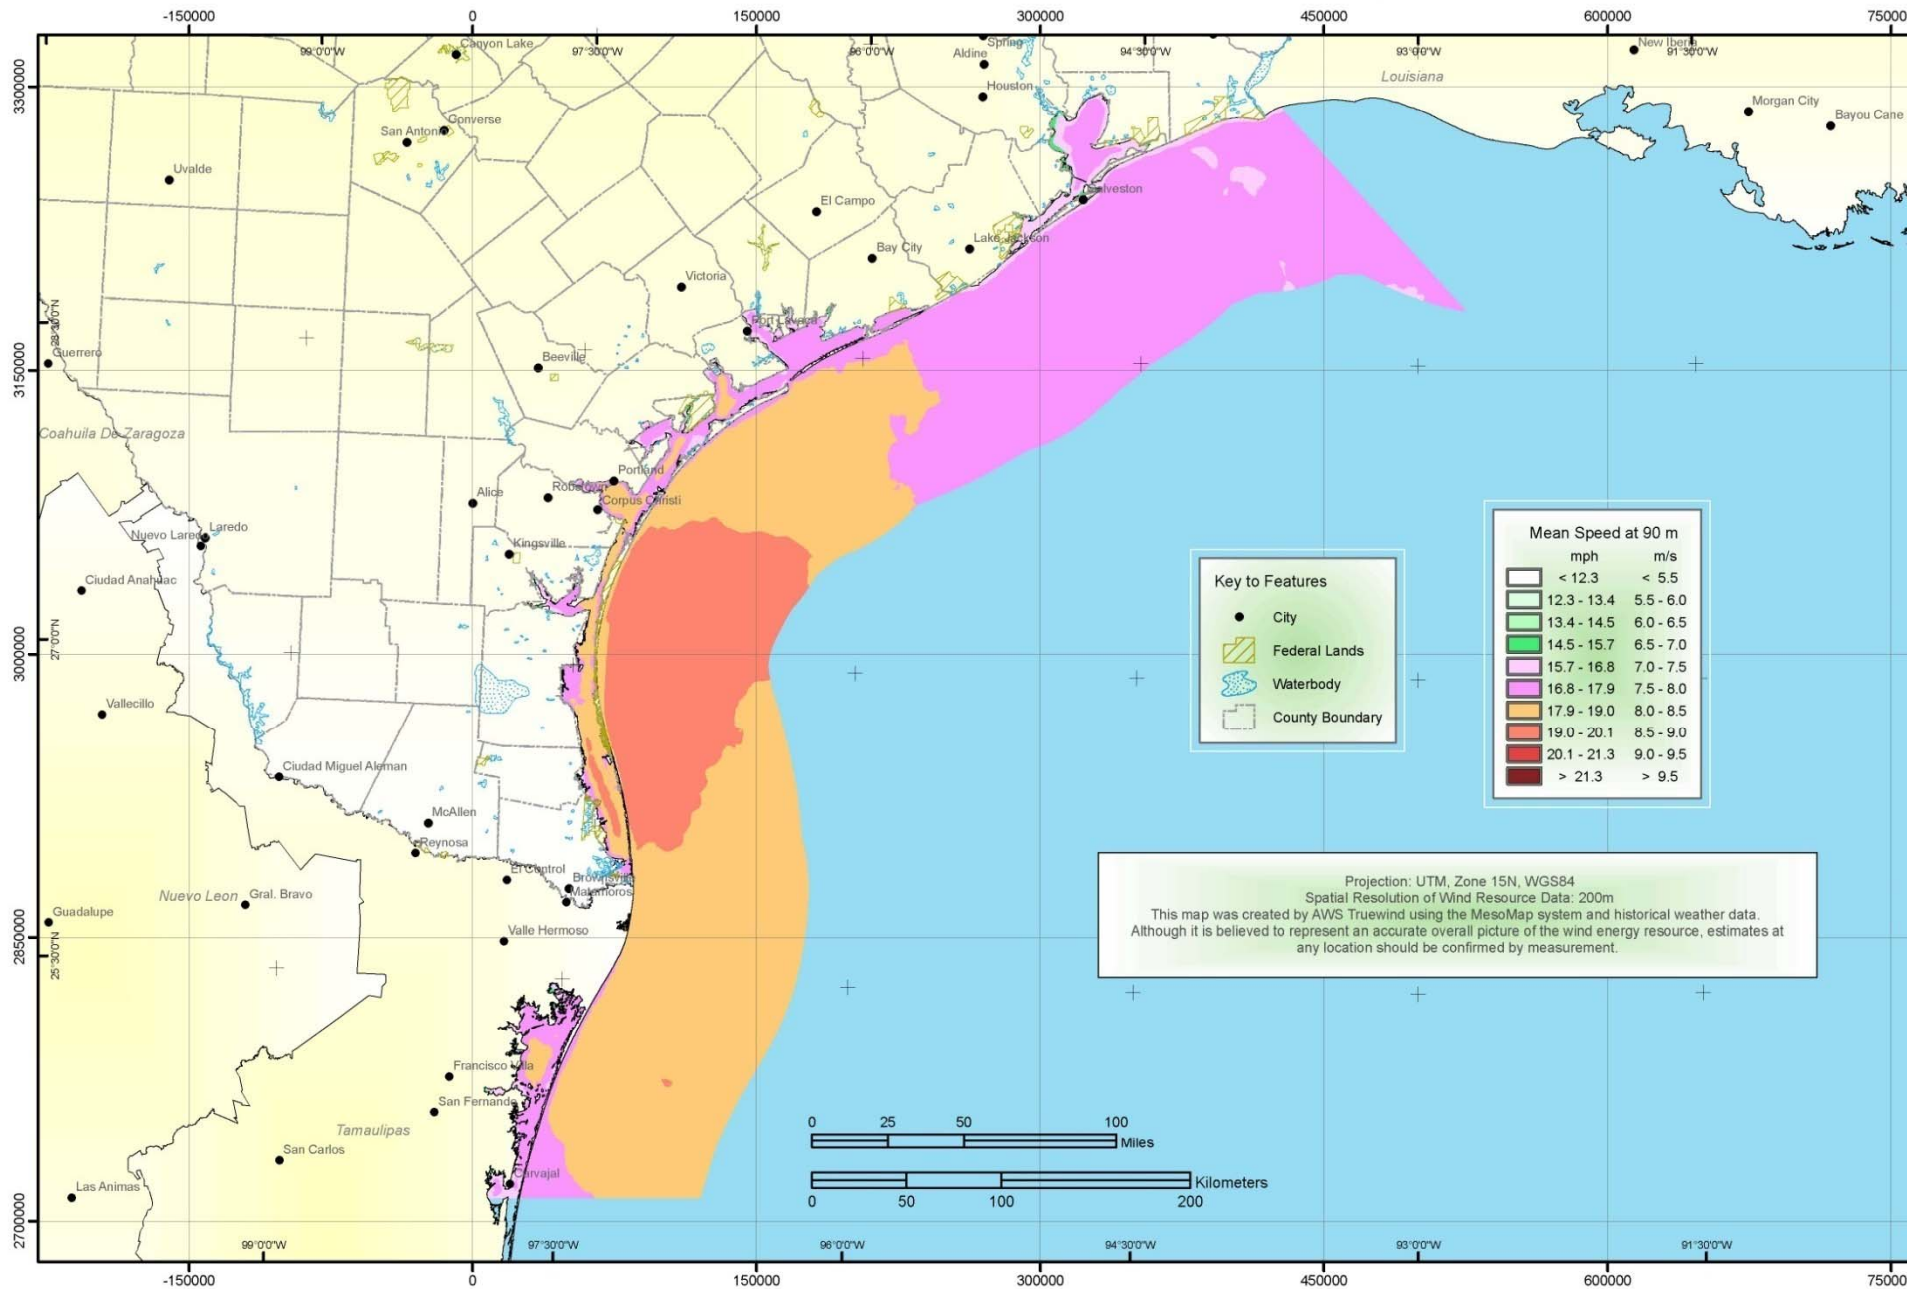 -150000
0
150000
300000
450000
600000
75000
99°0'0"W
97°30'0"W
96°0'0"W
94°30'0"W
93°0'0"W
91°30'0"W
Canyon Lake
Spring
Aldine
Houston
New Iberia
Louisiana
3300000
Morgan City
Bayou Cane
San Antonio
Converse
Uvalde
Galveston
El Campo
Lake Jackson
Bay City
Victoria
28°30'0"N
Port Lavaca
Guerrero
Beeville
3150000
Coahuila De Zaragoza
Portland
Alice
Robstown
Corpus Christi
Laredo
Nuevo Laredo
Kingsville
Ciudad Anahuac
27°0'0"N
3000000
Vallecillo
Ciudad Miguel Aleman
McAllen
Reynosa
El Control
Brownsville
Matamoros
Nuevo Leon
Gral. Bravo
Guadalupe
Valle Hermoso
2850000
25°30'0"N
Francisco Villa
San Fernando
Tamaulipas
San Carlos
Carvajal
Las Animas
2700000
Key to Features
City
Federal Lands
Waterbody
County Boundary
Mean Speed at 90 m
mph m/s
< 12.3 < 5.5
12.3 - 13.4 5.5 - 6.0
13.4 - 14.5 6.0 - 6.5
14.5 - 15.7 6.5 - 7.0
15.7 - 16.8 7.0 - 7.5
16.8 - 17.9 7.5 - 8.0
17.9 - 19.0 8.0 - 8.5
19.0 - 20.1 8.5 - 9.0
20.1 - 21.3 9.0 - 9.5
> 21.3 > 9.5
Projection: UTM, Zone 15N, WGS84
Spatial Resolution of Wind Resource Data: 200m
This map was created by AWS Truewind using the MesoMap system and historical weather data.
Although it is believed to represent an accurate overall picture of the wind energy resource, estimates at
any location should be confirmed by measurement.
0 25 50 100
Miles
Kilometers
0 50 100 200
99°0'0"W
97°30'0"W
96°0'0"W
94°30'0"W
93°0'0"W
91°30'0"W
-150000
0
150000
300000
450000
600000
75000